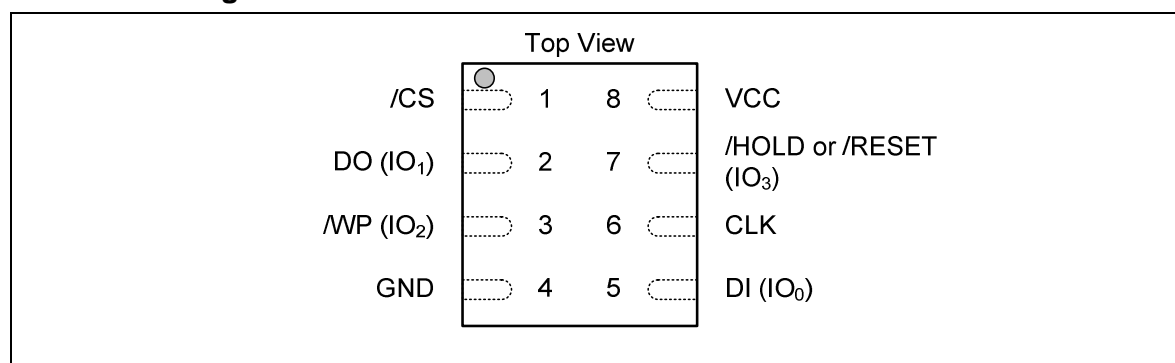 g
Top View
/CS 1 8 VCC
DO (IO₁) 2 7 /HOLD or /RESET
(IO₃)
/WP (IO₂) 3 6 CLK
GND 4 5 DI (IO₀)